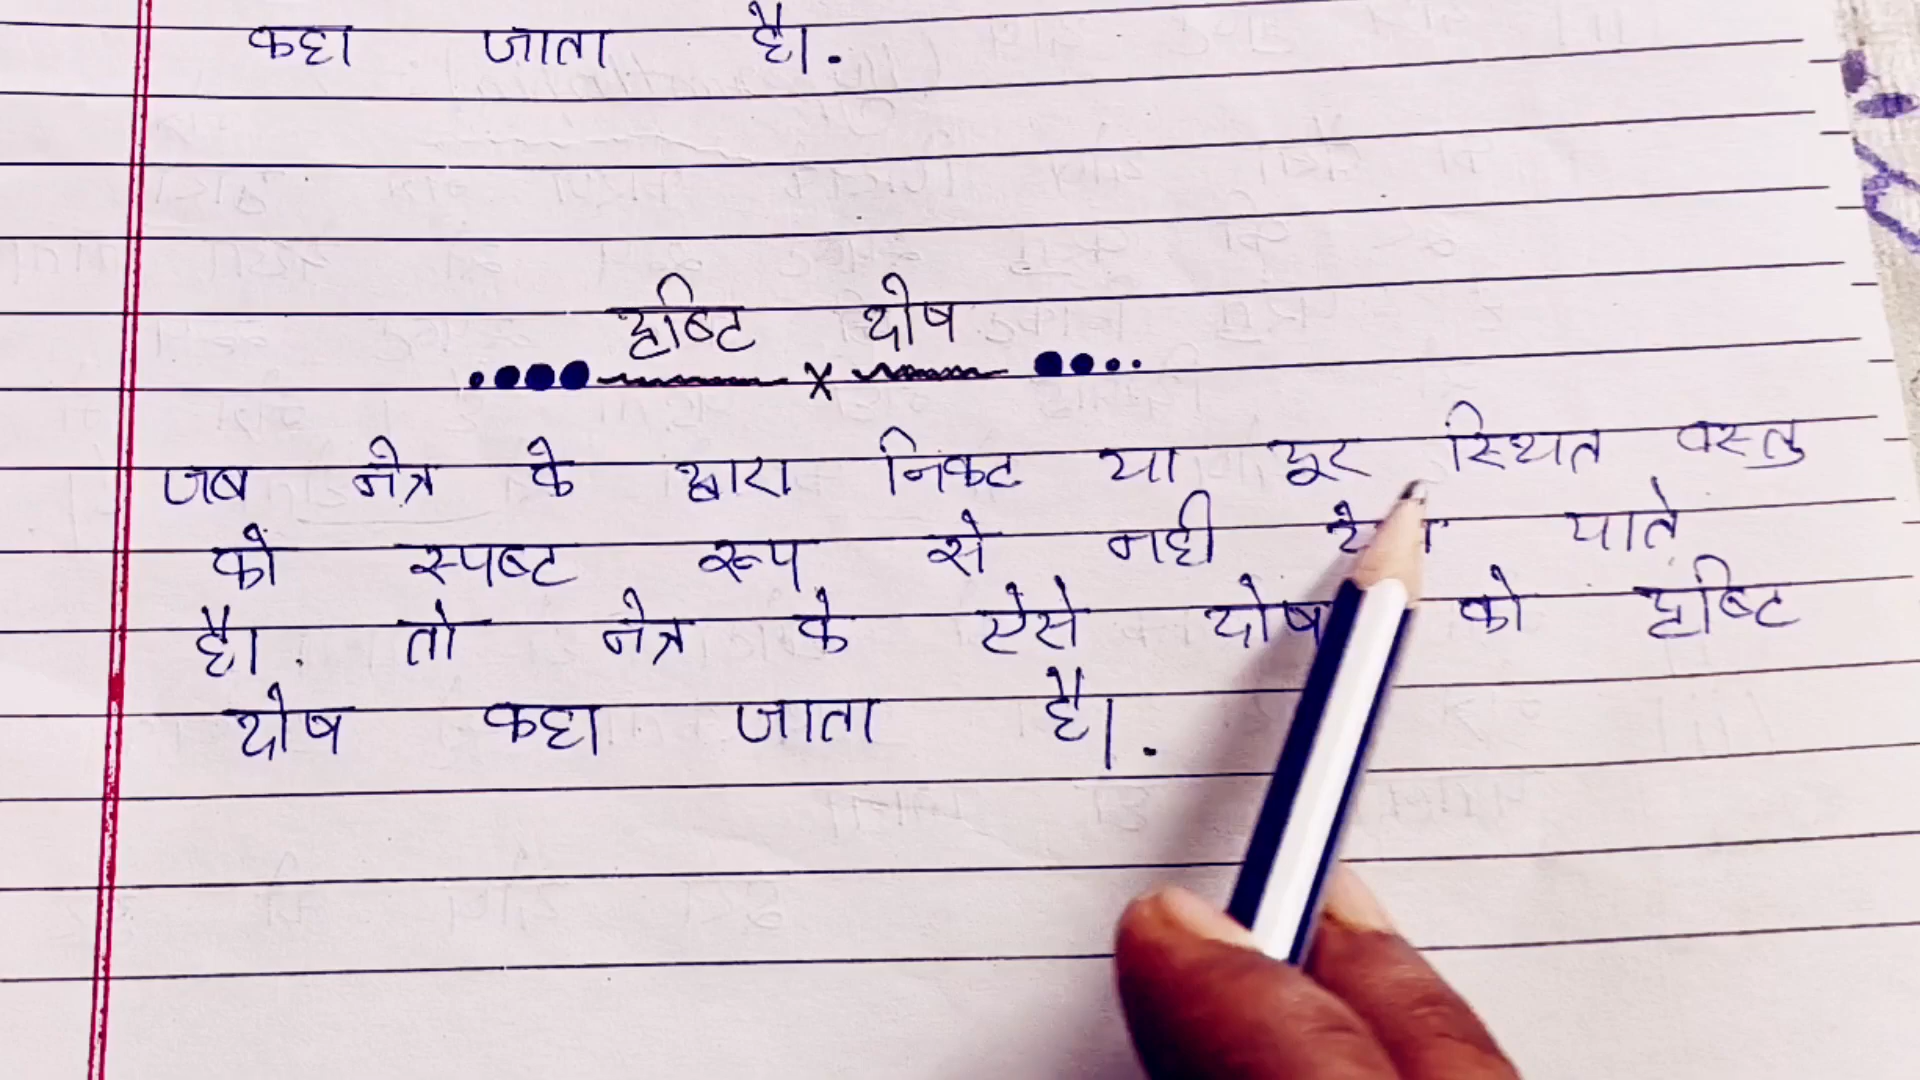 कहा जाता है।.
दृष्टि दोष
जब नेत्र के द्वारा निकट या दूर स्थित वस्तु
को स्पष्ट रूप से नही पाते
है। . तो नेत्र के ऐसे दोष को दृष्टि
दोष कहा जाता है।.